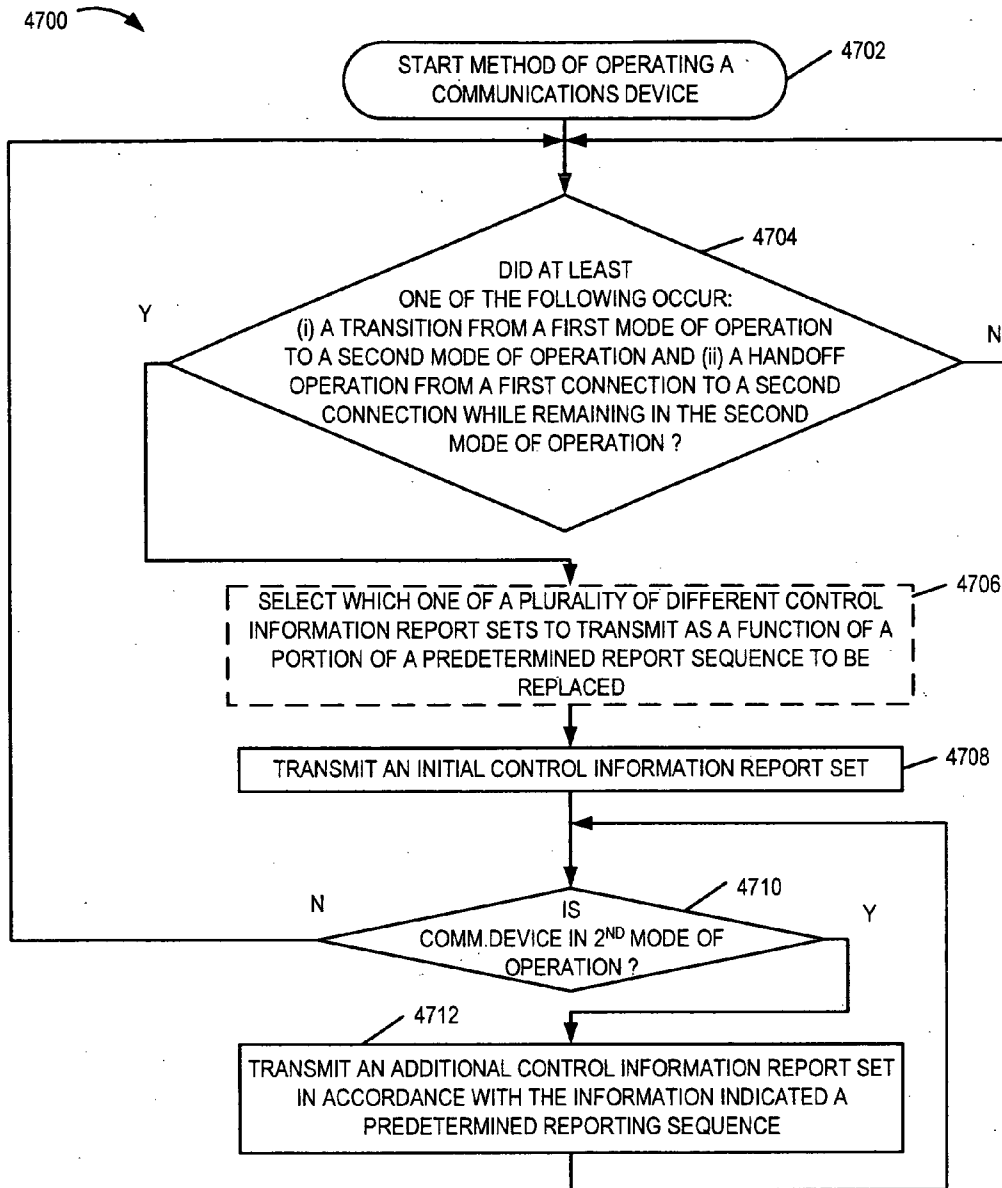 4700
START METHOD OF OPERATING A
COMMUNICATIONS DEVICE
4702
4704
DID AT LEAST
ONE OF THE FOLLOWING OCCUR:
(i) A TRANSITION FROM A FIRST MODE OF OPERATION
TO A SECOND MODE OF OPERATION AND (ii) A HANDOFF
OPERATION FROM A FIRST CONNECTION TO A SECOND
CONNECTION WHILE REMAINING IN THE SECOND
MODE OF OPERATION ?
Y
N
4706
SELECT WHICH ONE OF A PLURALITY OF DIFFERENT CONTROL
INFORMATION REPORT SETS TO TRANSMIT AS A FUNCTION OF A
PORTION OF A PREDETERMINED REPORT SEQUENCE TO BE
REPLACED
TRANSMIT AN INITIAL CONTROL INFORMATION REPORT SET
4708
4710
N
IS
COMM.DEVICE IN 2ND MODE OF
OPERATION ?
Y
4712
TRANSMIT AN ADDITIONAL CONTROL INFORMATION REPORT SET
IN ACCORDANCE WITH THE INFORMATION INDICATED A
PREDETERMINED REPORTING SEQUENCE